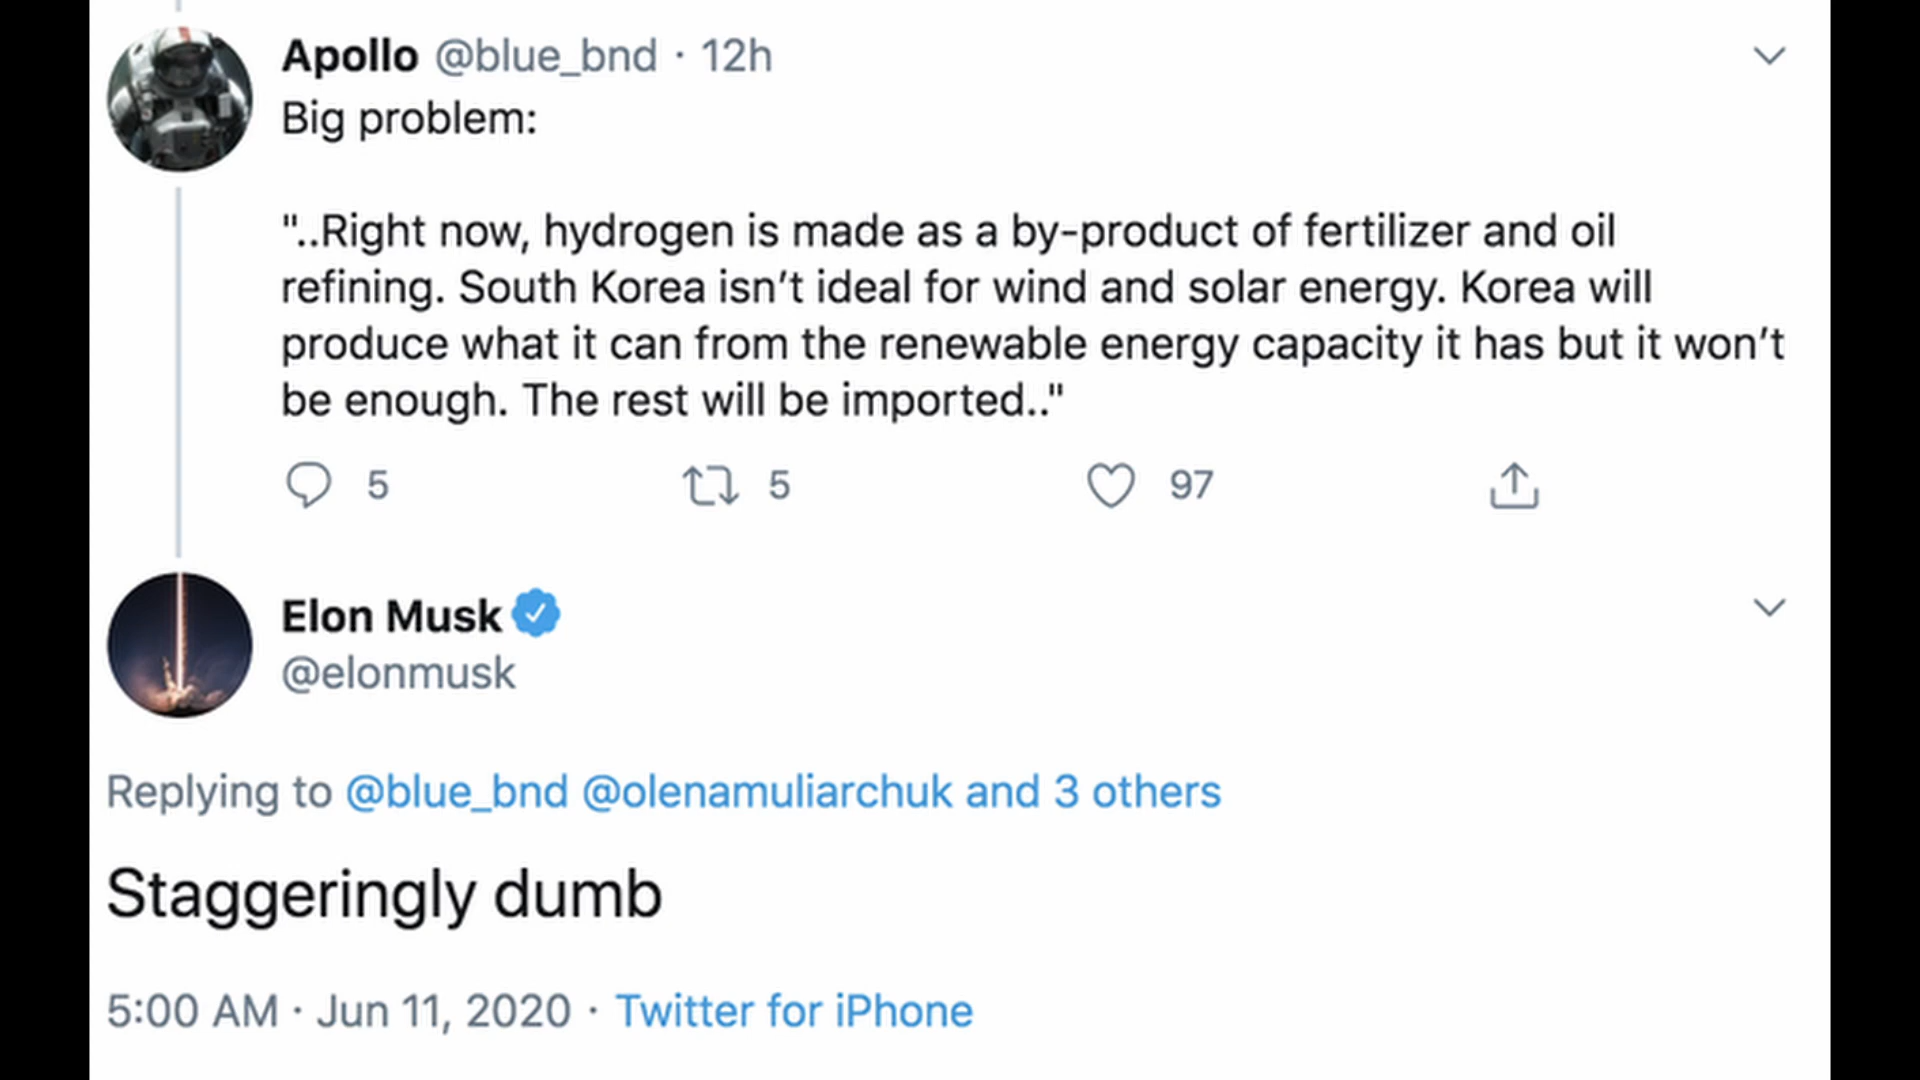 Apollo @blue_bnd · 12h
Big problem:
"..Right now, hydrogen is made as a by-product of fertilizer and oil
refining. South Korea isn’t ideal for wind and solar energy. Korea will
produce what it can from the renewable energy capacity it has but it won’t
be enough. The rest will be imported.."
5 5 97
Elon Musk
@elonmusk
Replying to @blue_bnd @olenamuliarchuk and 3 others
Staggeringly dumb
5:00 AM · Jun 11, 2020 · Twitter for iPhone